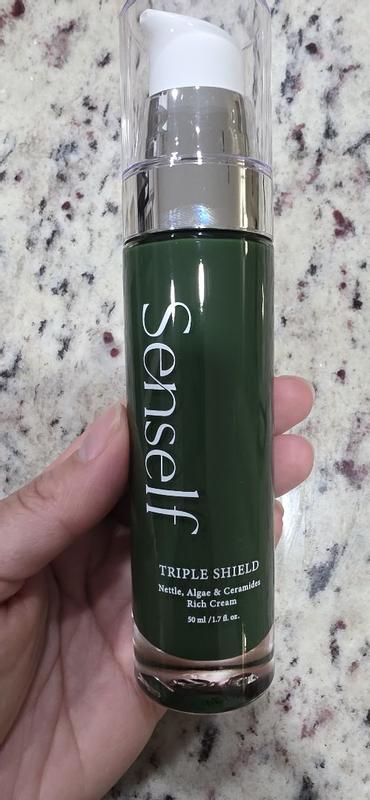 Senself
TRIPLE SHIELD
Nettle, Algae & Ceramides
Rich Cream
50 ml / 1.7 fl. oz.